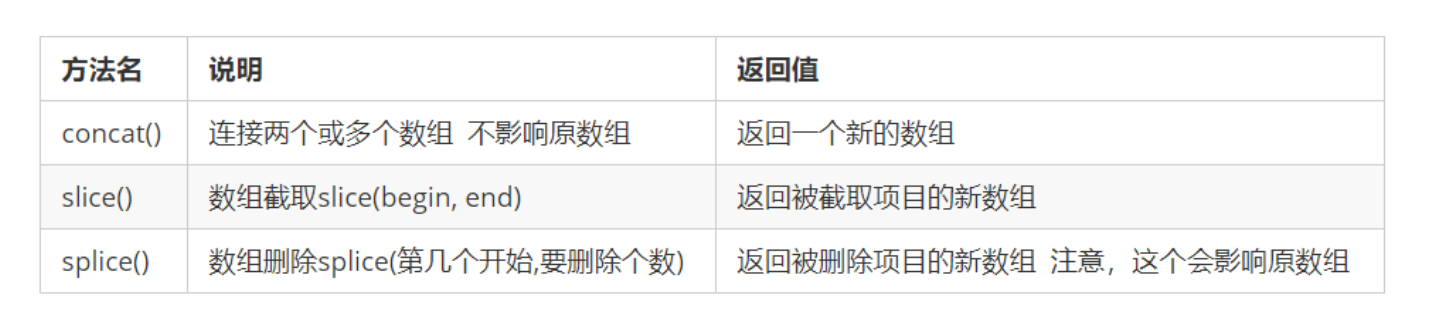 方法名 说明 返回值
concat() 连接两个或多个数组 不影响原数组 返回一个新的数组
slice() 数组截取slice(begin, end) 返回被截取项目的新数组
splice() 数组删除splice(第几个开始,要删除个数) 返回被删除项目的新数组 注意，这个会影响原数组